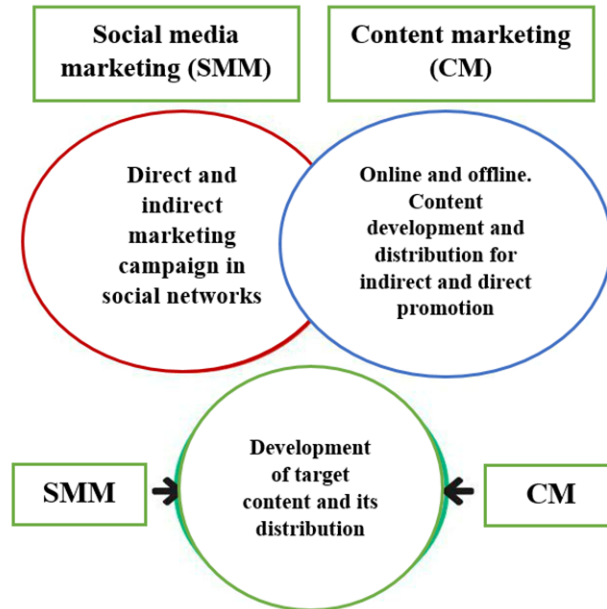 Social media
marketing (SMM)
Content marketing
(CM)
Direct and
indirect
marketing
campaign in
social networks
Online and offline.
Content
development and
distribution for
indirect and direct
promotion
Development
of target
content and its
distribution
SMM
CM